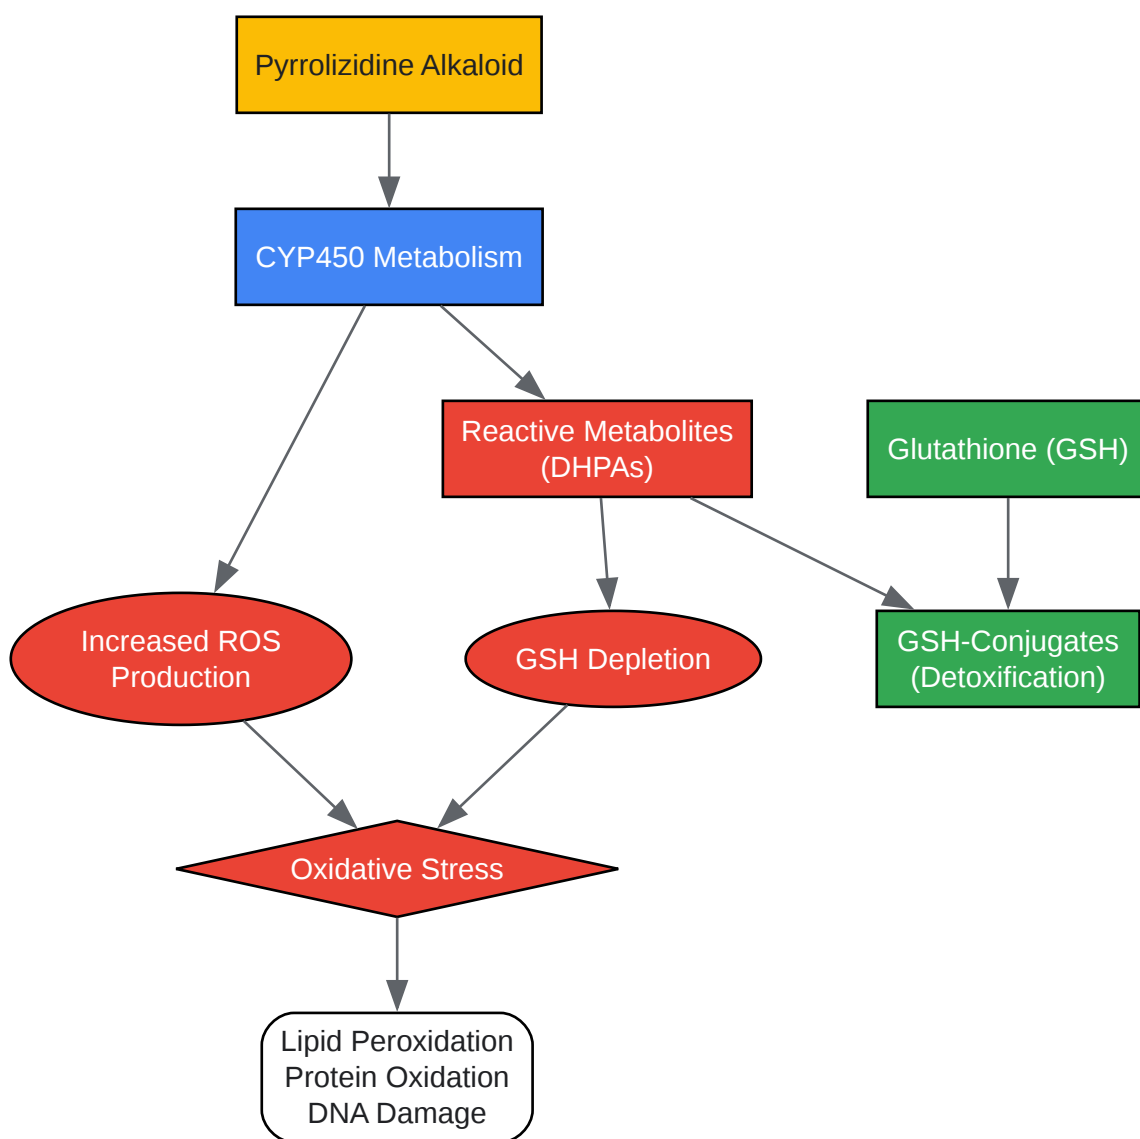 Pyrrolizidine Alkaloid
CYP450 Metabolism
Reactive Metabolites
(DHPAs)
Glutathione (GSH)
Increased ROS
Production
GSH Depletion
GSH-Conjugates
(Detoxification)
Oxidative Stress
Lipid Peroxidation
Protein Oxidation
DNA Damage